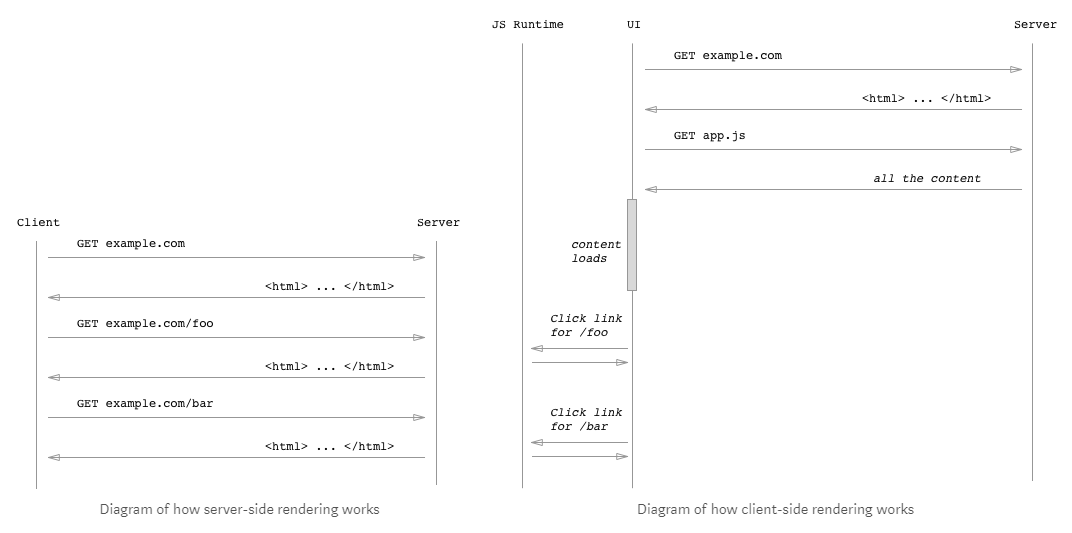 Client
Server
GET example.com
<html> ... </html>
GET example.com/foo
<html> ... </html>
GET example.com/bar
<html> ... </html>
Diagram of how server-side rendering works
JS Runtime
UI
Server
GET example.com
<html> ... </html>
GET app.js
all the content
content
loads
Click link
for /foo
Click link
for /bar
Diagram of how client-side rendering works